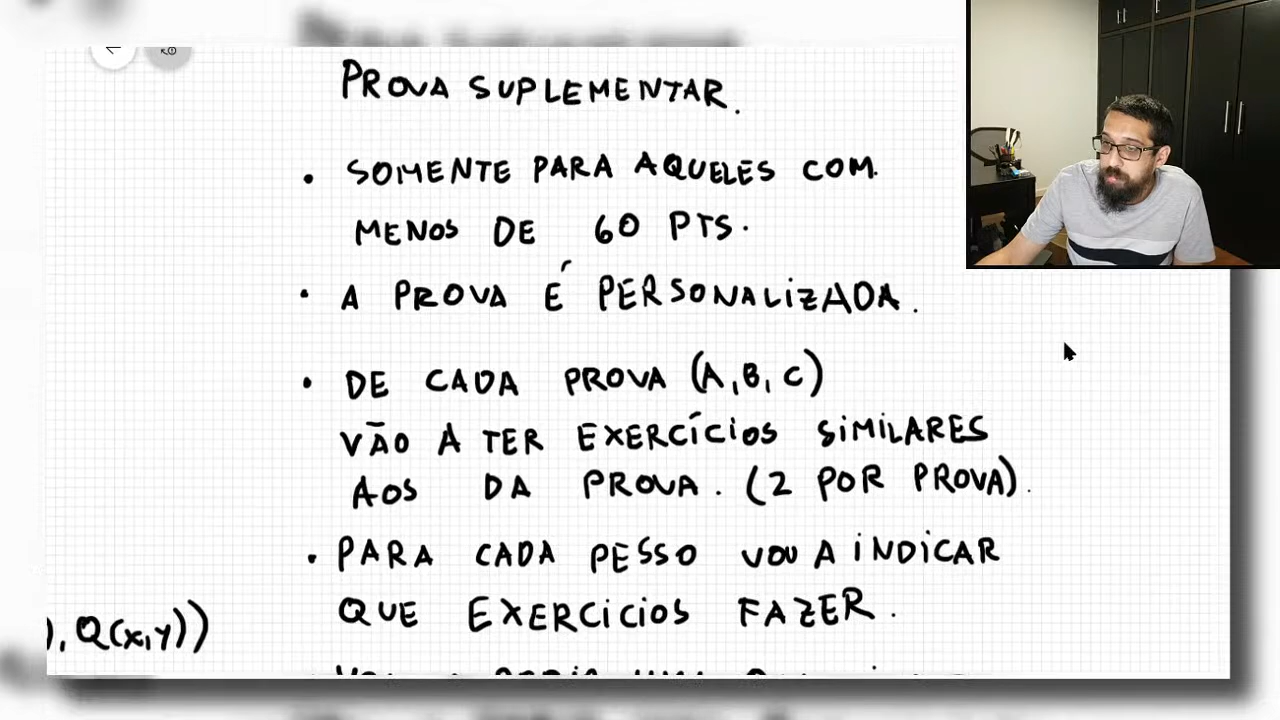 PROVA SUPLEMENTAR.
• SOMENTE PARA AQUELES COM
MENOS DE 60 PTS.
• A PROVA É PERSONALIZADA.
• DE CADA PROVA (A, B, C)
VÃO A TER EXERCÍCIOS SIMILARES
AOS DA PROVA. (2 POR PROVA).
• PARA CADA PESSO VOU A INDICAR
QUE EXERCICIOS FAZER.
), Q(x,y))